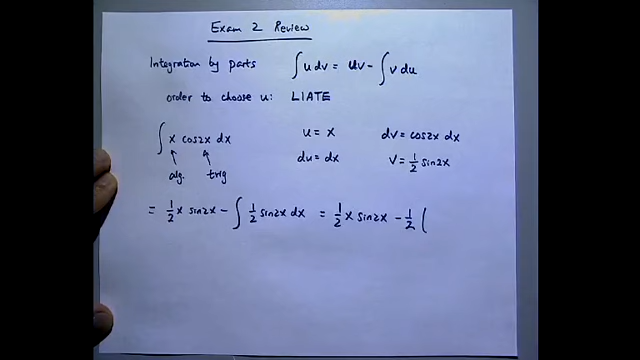 Exam 2 Review
Integration by parts ∫ u dv = uv - ∫ v du
order to choose u: LIATE
∫ x cos2x dx u = x dv = cos2x dx
alg. trig du = dx v = 1/2 sin2x
= 1/2 x sin2x - ∫ 1/2 sin2x dx = 1/2 x sin2x - 1/2 (